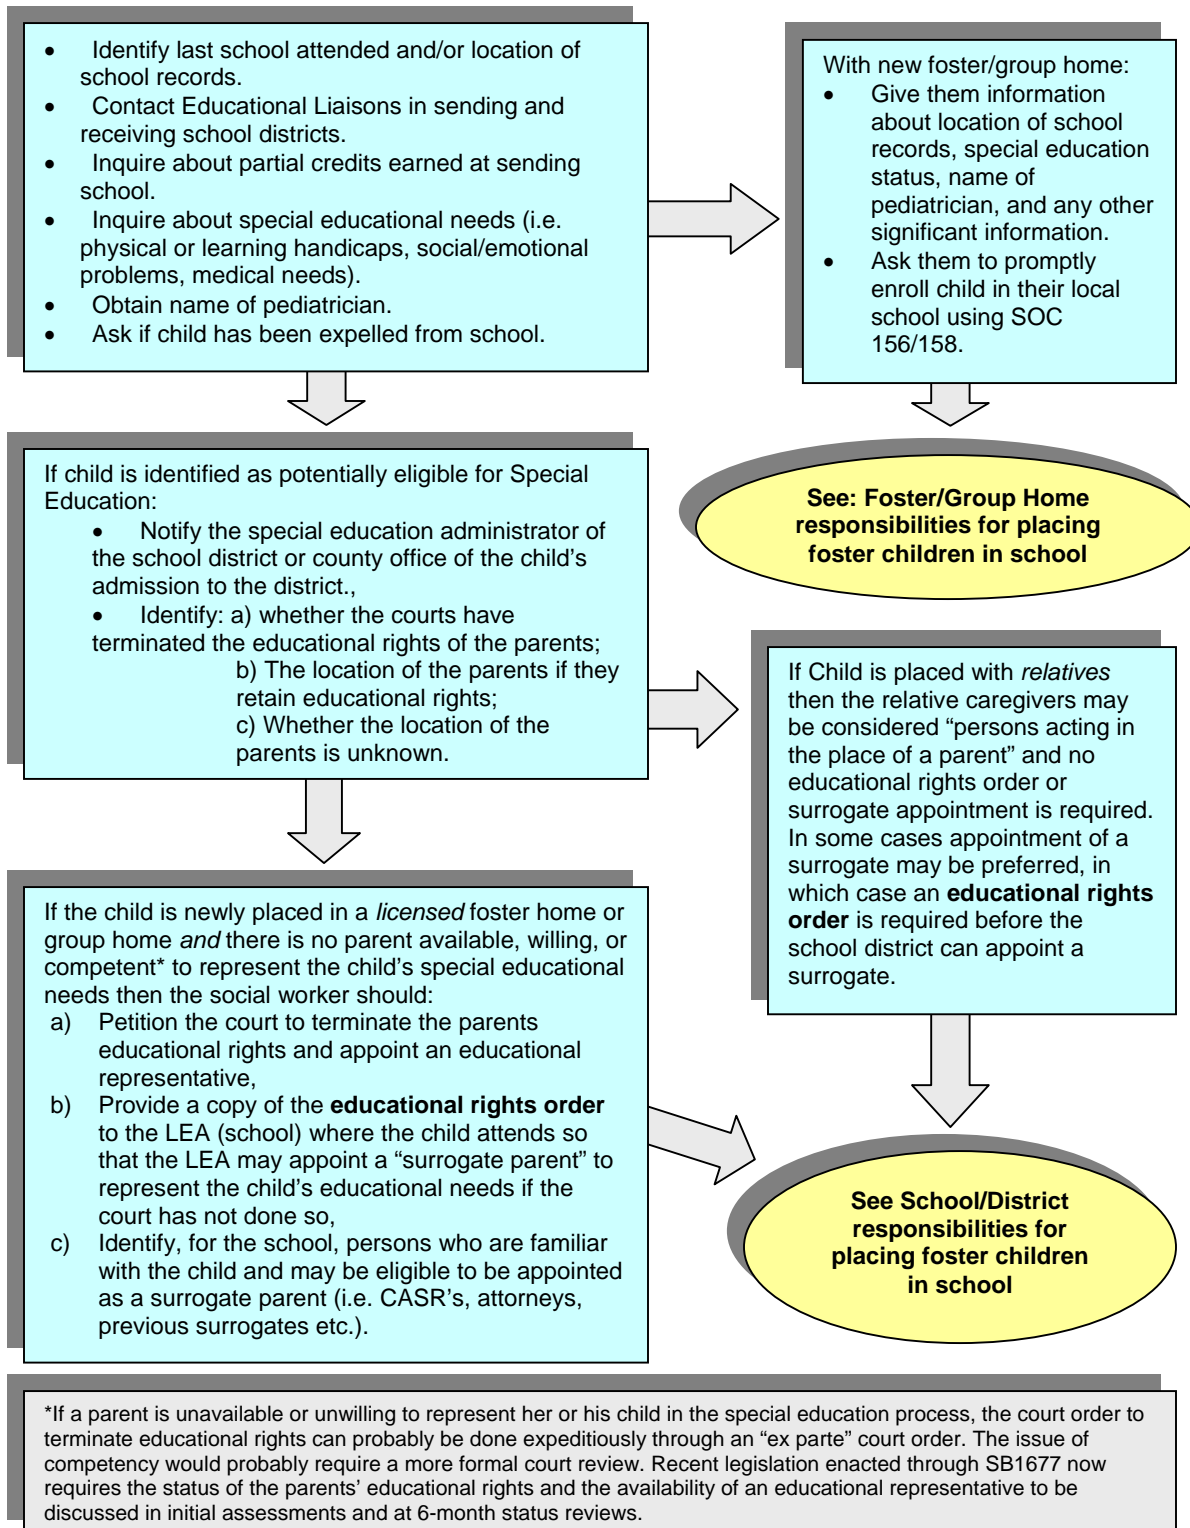 • Identify last school attended and/or location of
school records.
• Contact Educational Liaisons in sending and
receiving school districts.
• Inquire about partial credits earned at sending
school.
• Inquire about special educational needs (i.e.
physical or learning handicaps, social/emotional
problems, medical needs).
• Obtain name of pediatrician.
• Ask if child has been expelled from school.
With new foster/group home:
• Give them information
about location of school
records, special education
status, name of
pediatrician, and any other
significant information.
• Ask them to promptly
enroll child in their local
school using SOC
156/158.
If child is identified as potentially eligible for Special
Education:
• Notify the special education administrator of
the school district or county office of the child's
admission to the district.,
• Identify: a) whether the courts have
terminated the educational rights of the parents;
b) The location of the parents if they
retain educational rights;
c) Whether the location of the
parents is unknown.
See: Foster/Group Home
responsibilities for placing
foster children in school
If Child is placed with relatives
then the relative caregivers may
be considered “persons acting in
the place of a parent” and no
educational rights order or
surrogate appointment is required.
In some cases appointment of a
surrogate may be preferred, in
which case an educational rights
order is required before the
school district can appoint a
surrogate.
If the child is newly placed in a licensed foster home or
group home and there is no parent available, willing, or
competent* to represent the child's special educational
needs then the social worker should:
a) Petition the court to terminate the parents
educational rights and appoint an educational
representative,
b) Provide a copy of the educational rights order
to the LEA (school) where the child attends so
that the LEA may appoint a “surrogate parent” to
represent the child's educational needs if the
court has not done so,
c) Identify, for the school, persons who are familiar
with the child and may be eligible to be appointed
as a surrogate parent (i.e. CASR's, attorneys,
previous surrogates etc.).
See School/District
responsibilities for
placing foster children
in school
*If a parent is unavailable or unwilling to represent her or his child in the special education process, the court order to
terminate educational rights can probably be done expeditiously through an “ex parte” court order. The issue of
competency would probably require a more formal court review. Recent legislation enacted through SB1677 now
requires the status of the parents' educational rights and the availability of an educational representative to be
discussed in initial assessments and at 6-month status reviews.